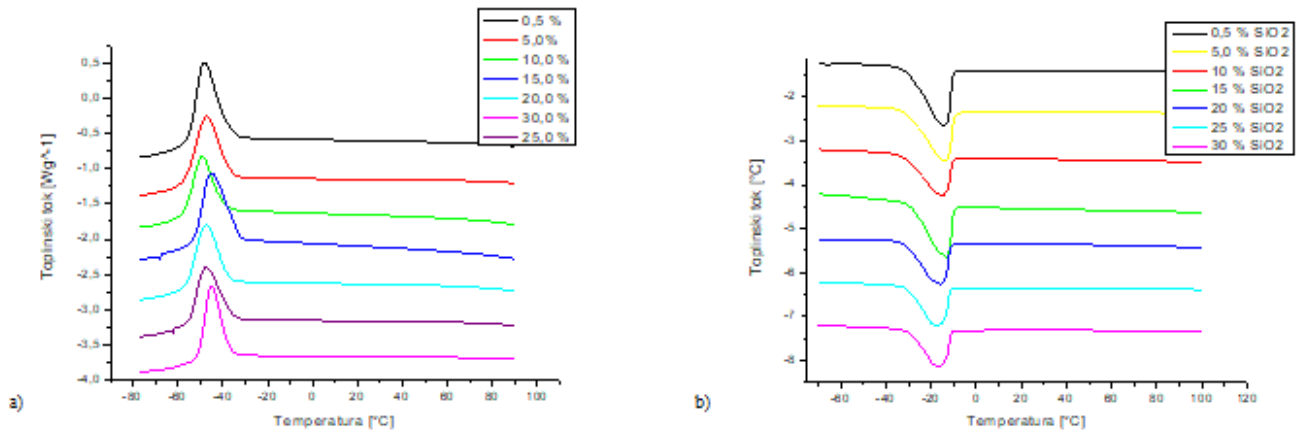 0,5 %
5,0%
10,0 %
15,0 %
20,0 %
30,0 %
25,0 %
0,5
0,0
-0,5
-1,0
-1,5
-2,0
-2,5
-3,0
-3,5
-4,0
Toplinski tok [Wg^-1]
-80 -60 -40 -20 0 20 40 60 80 100
Temperatura [°C]
a)
0,5 % SiO2
5,0 % SiO2
10 % SiO2
15 % SiO2
20 % SiO2
25 % SiO2
30 % SiO2
-2
-3
-4
-5
-6
-7
-8
Toplinski tok [°C]
-60 -40 -20 0 20 40 60 80 100 120
Temperatura [°C]
b)